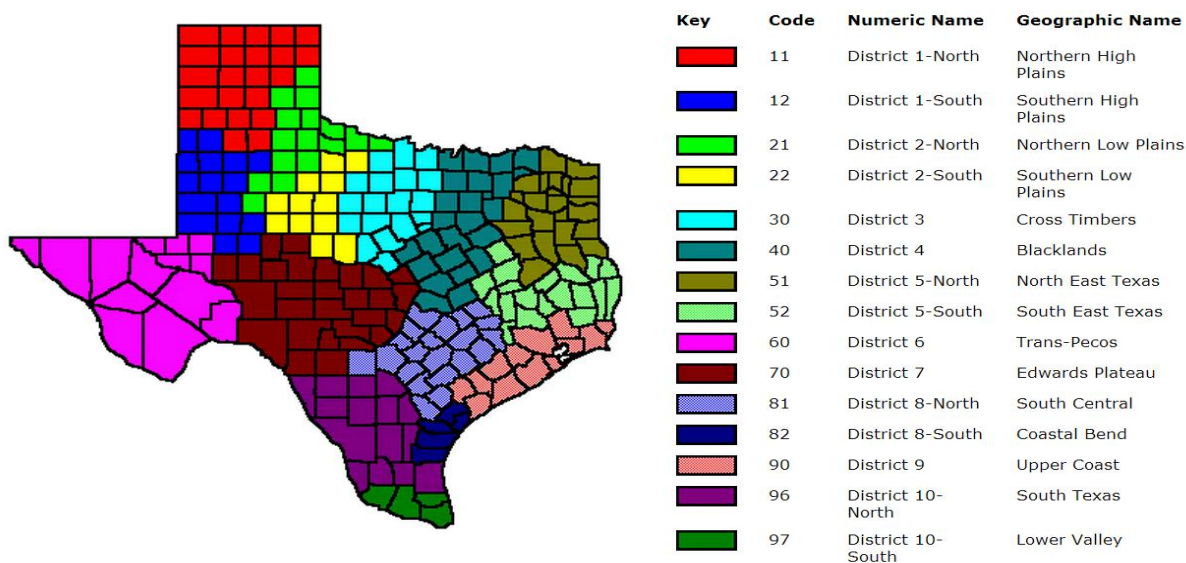 Key Code Numeric Name Geographic Name
11 District 1-North Northern High
Plains
12 District 1-South Southern High
Plains
21 District 2-North Northern Low Plains
22 District 2-South Southern Low
Plains
30 District 3 Cross Timbers
40 District 4 Blacklands
51 District 5-North North East Texas
52 District 5-South South East Texas
60 District 6 Trans-Pecos
70 District 7 Edwards Plateau
81 District 8-North South Central
82 District 8-South Coastal Bend
90 District 9 Upper Coast
96 District 10- South Texas
North
97 District 10- Lower Valley
South